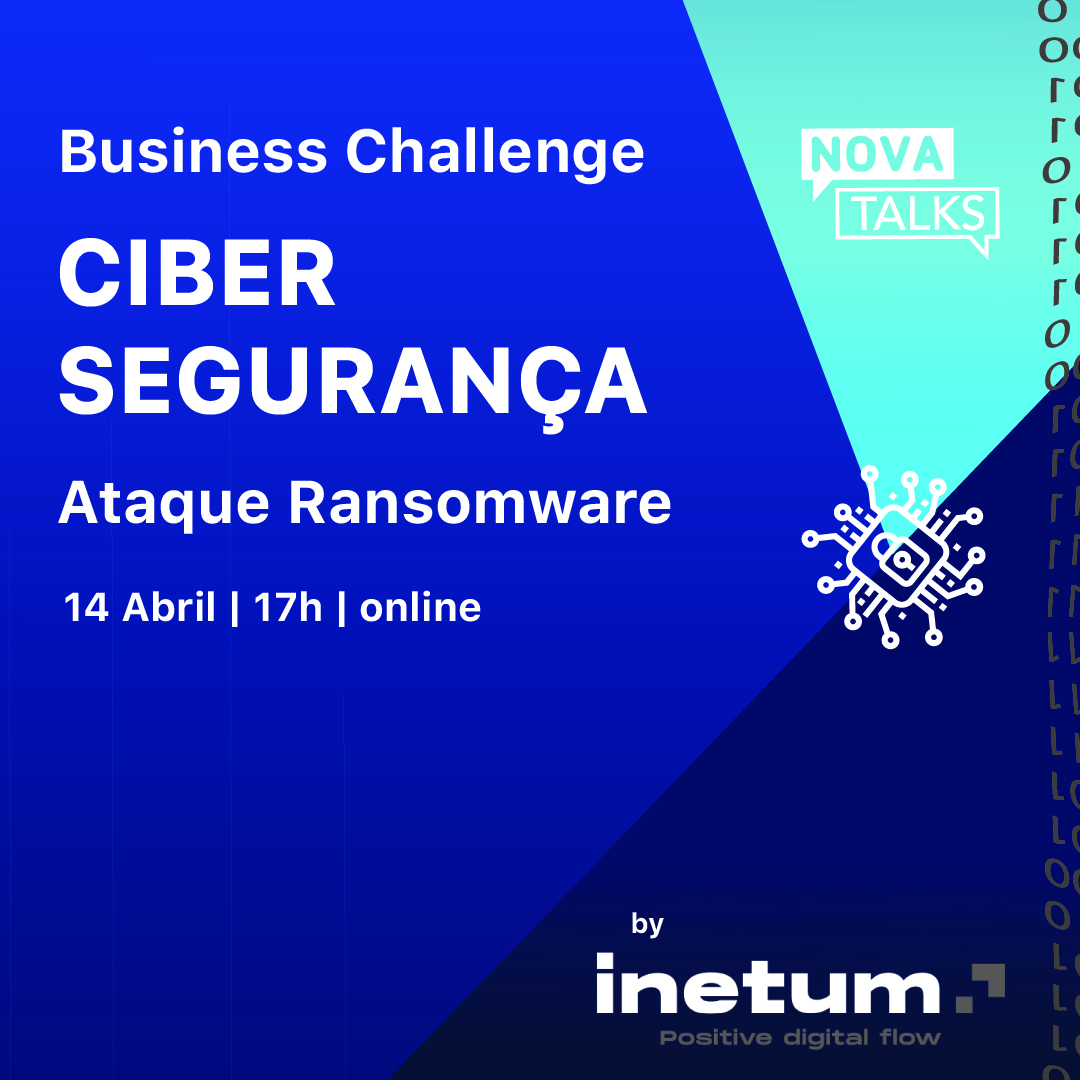 Business Challenge
NOVA
TALKS
CIBER
SEGURANÇA
Ataque Ransomware
14 Abril | 17h | online
by
inetum
Positive digital flow